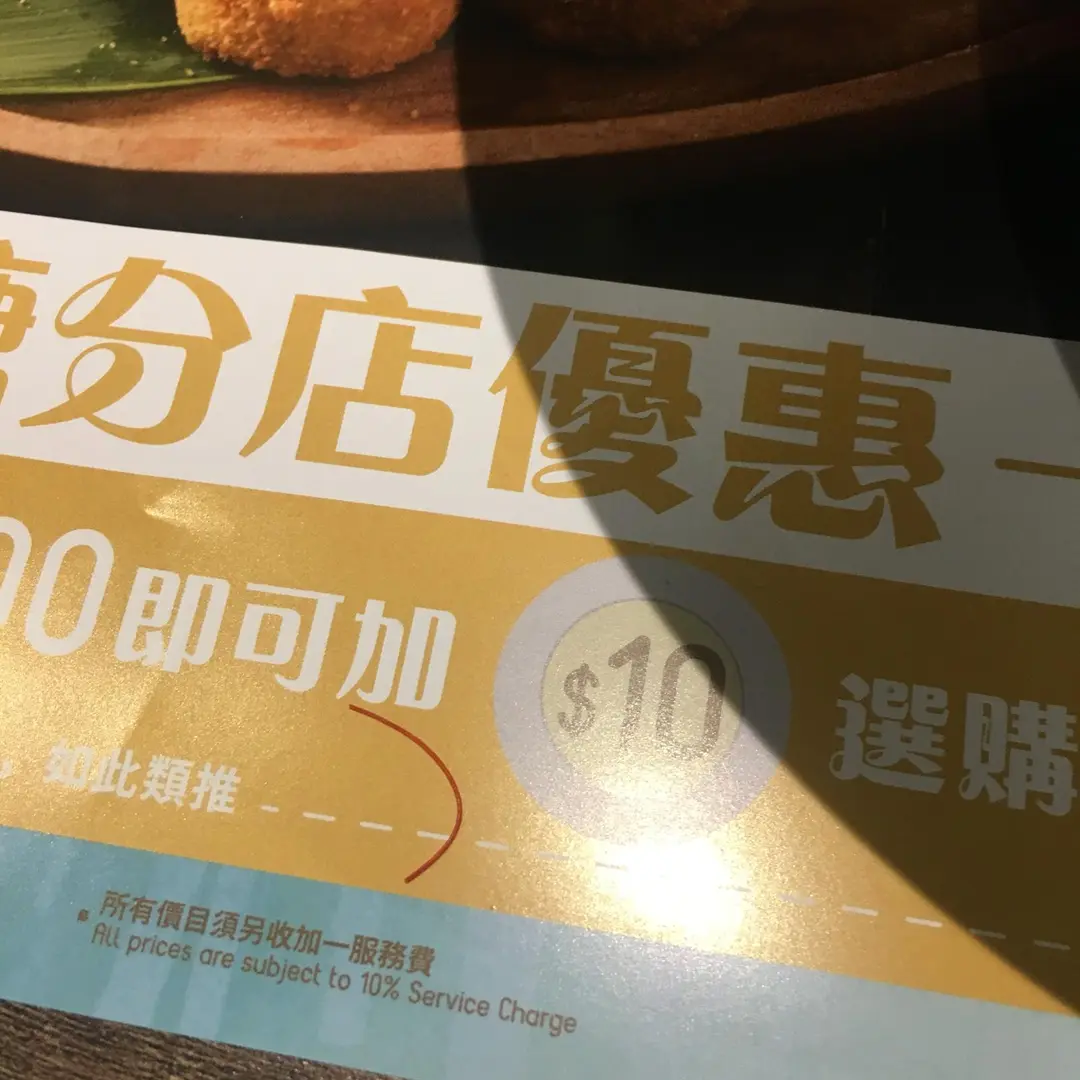 分店優惠
00即可加 $10 選購
如此類推
所有價目須另收加一服務費
All prices are subject to 10% Service Charge